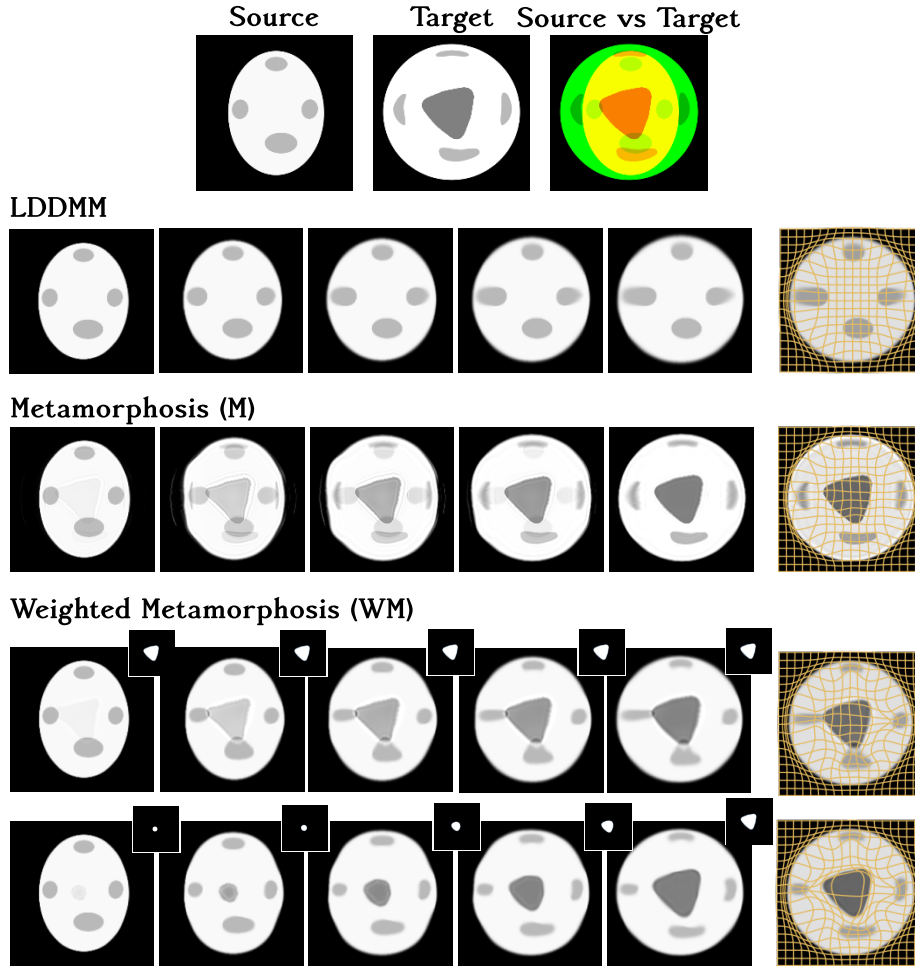 Source Target Source vs Target
LDDMM
Metamorphosis (M)
Weighted Metamorphosis (WM)